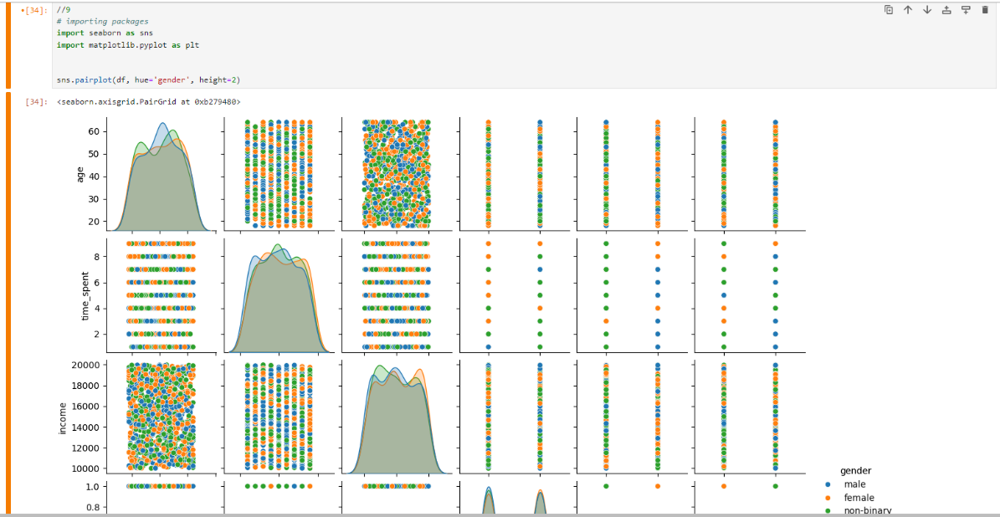 [34]: //9
# importing packages
import seaborn as sns
import matplotlib.pyplot as plt
sns.pairplot(df, hue='gender', height=2)
[34]: <seaborn.axisgrid.PairGrid at 0xb279480>
60
50
age
40
30
20
8
6
time_spent
4
2
20000
18000
16000
income
14000
12000
10000
gender
male
1.0
female
0.8
non-binary